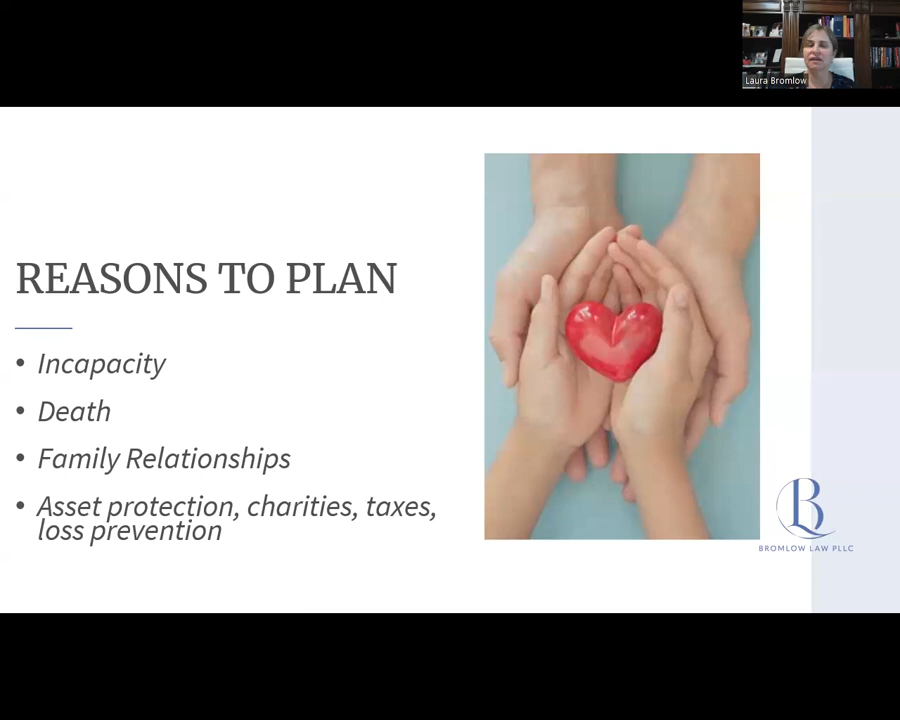 Laura Bromlow
REASONS TO PLAN
• Incapacity
• Death
• Family Relationships
• Asset protection, charities, taxes,
loss prevention
BROMLOW LAW PLLC